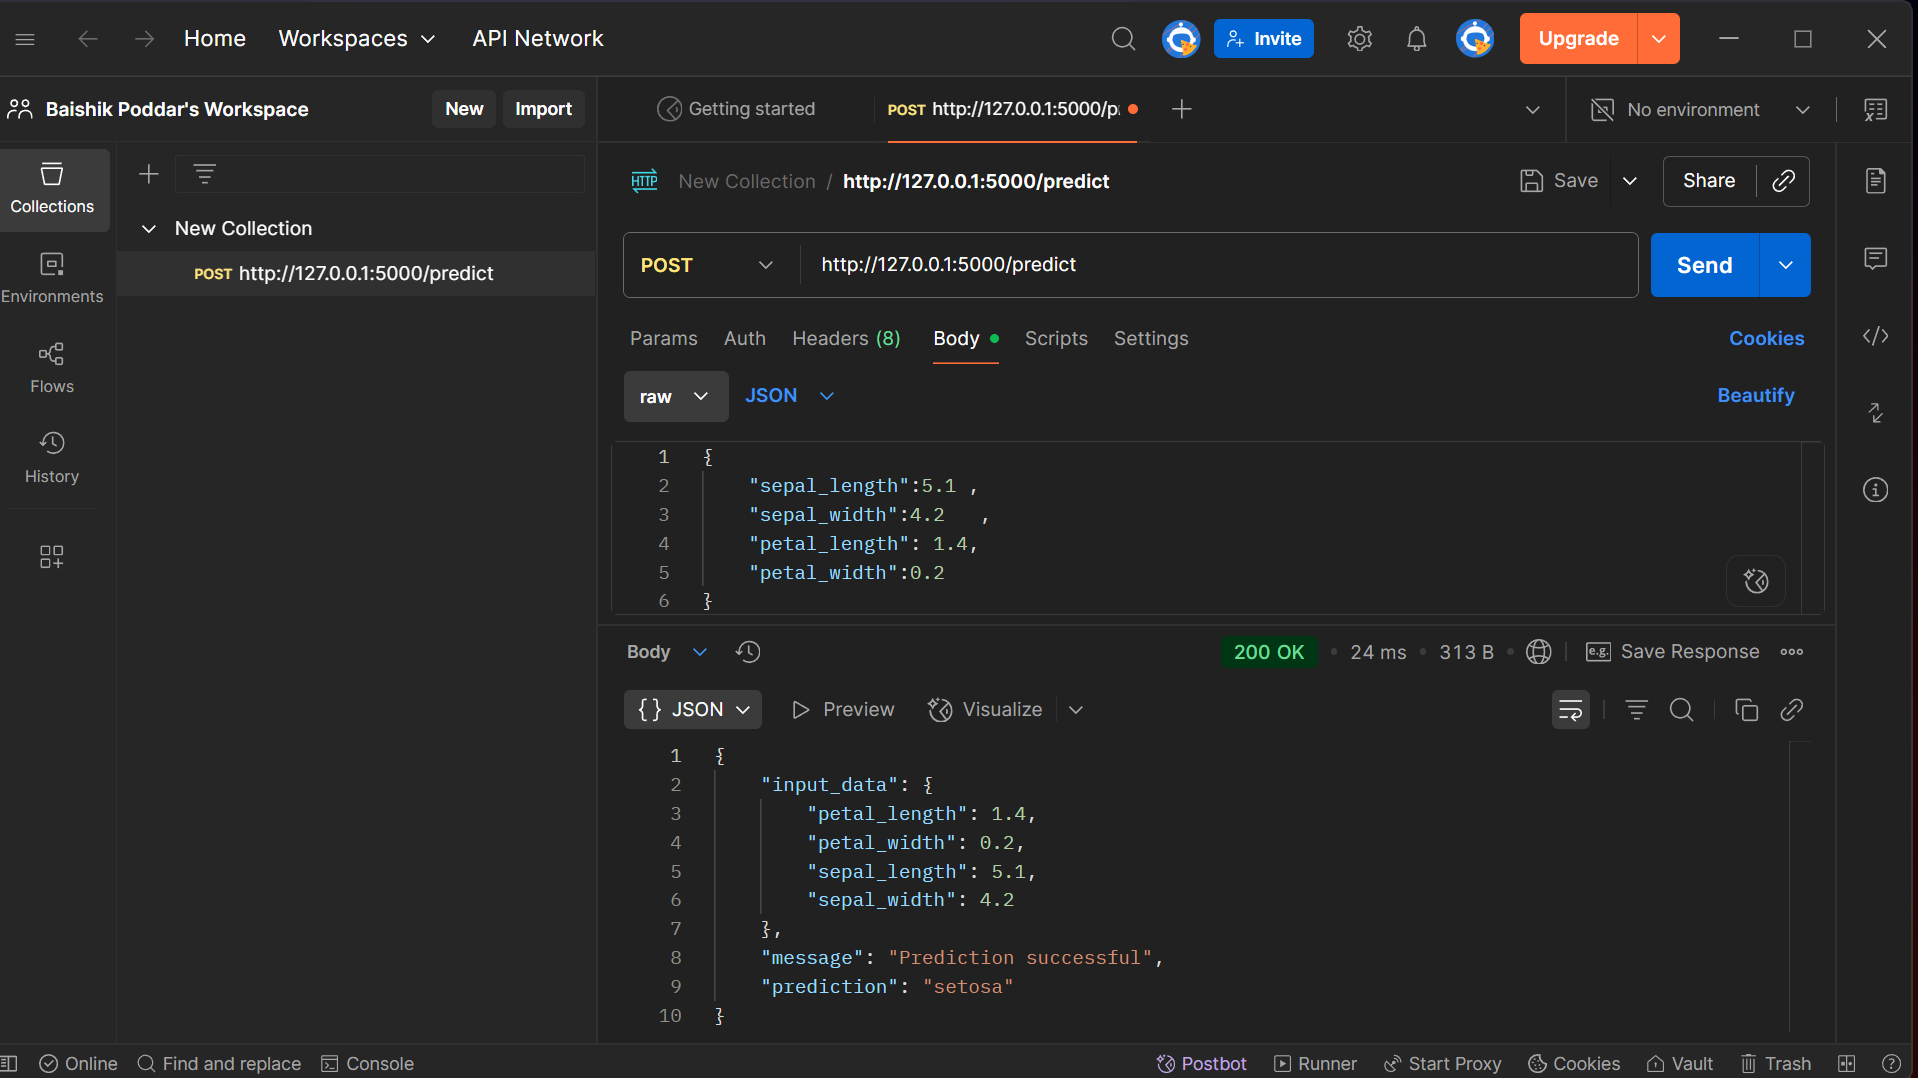 Home Workspaces API Network Invite Upgrade
Baishik Poddar's Workspace New Import
Getting started POST http://127.0.0.1:5000/p No environment
Collections
Environments
Flows
History
New Collection
POST http://127.0.0.1:5000/predict
HTTP New Collection / http://127.0.0.1:5000/predict Save Share
POST http://127.0.0.1:5000/predict Send
Params Auth Headers (8) Body Scripts Settings Cookies
raw JSON Beautify
1 {
2 "sepal_length":5.1 ,
3 "sepal_width":4.2   ,
4 "petal_length": 1.4,
5 "petal_width":0.2
6 }
Body 200 OK • 24 ms • 313 B • e.g. Save Response
{} JSON Preview Visualize
1 {
2 "input_data": {
3 "petal_length": 1.4,
4 "petal_width": 0.2,
5 "sepal_length": 5.1,
6 "sepal_width": 4.2
7 },
8 "message": "Prediction successful",
9 "prediction": "setosa"
10 }
Online Find and replace Console Postbot Runner Start Proxy Cookies Vault Trash